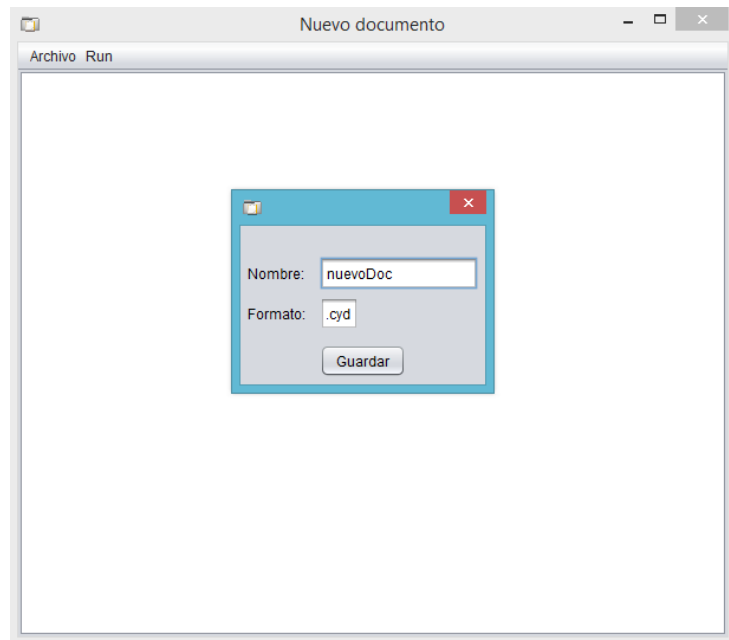 Nuevo documento
Archivo Run
Nombre: nuevoDoc
Formato: .cyd
Guardar